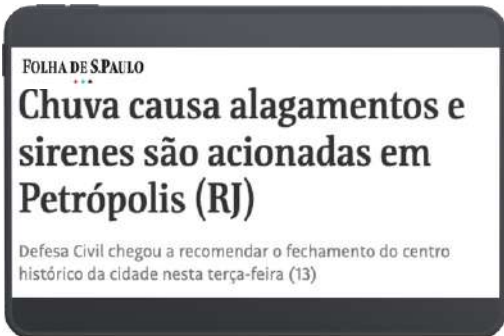 FOLHA DE S.PAULO
Chuva causa alagamentos e
sirenes são acionadas em
Petrópolis (RJ)
Defesa Civil chegou a recomendar o fechamento do centro
histórico da cidade nesta terça-feira (13)